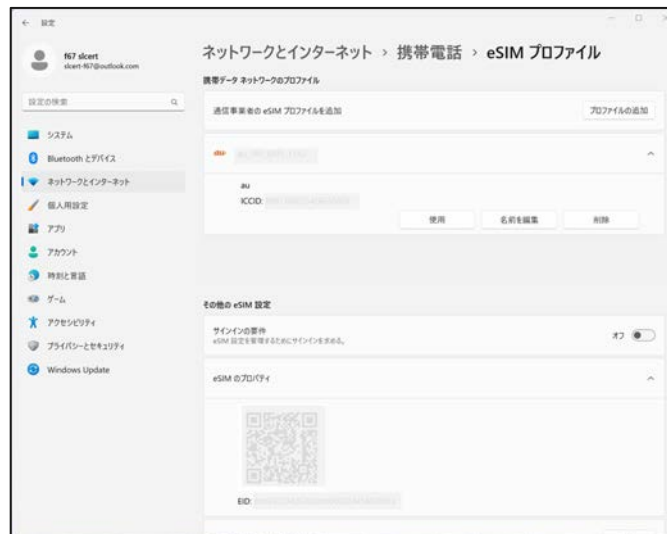 ← 設定
f67 slcert
slcert-f67@outlook.com
設定の検索
システム
Bluetooth とデバイス
ネットワークとインターネット
個人用設定
アプリ
アカウント
時刻と言語
ゲーム
アクセシビリティ
プライバシーとセキュリティ
Windows Update
ネットワークとインターネット › 携帯電話 › eSIM プロファイル
携帯データ ネットワークのプロファイル
通信事業者の eSIM プロファイルを追加 プロファイルの追加
au
au
ICCID:
使用 名前を編集 削除
その他の eSIM 設定
サインインの要件
eSIM 設定を管理するためにサインインを求める。
オフ
eSIM のプロパティ
EID: